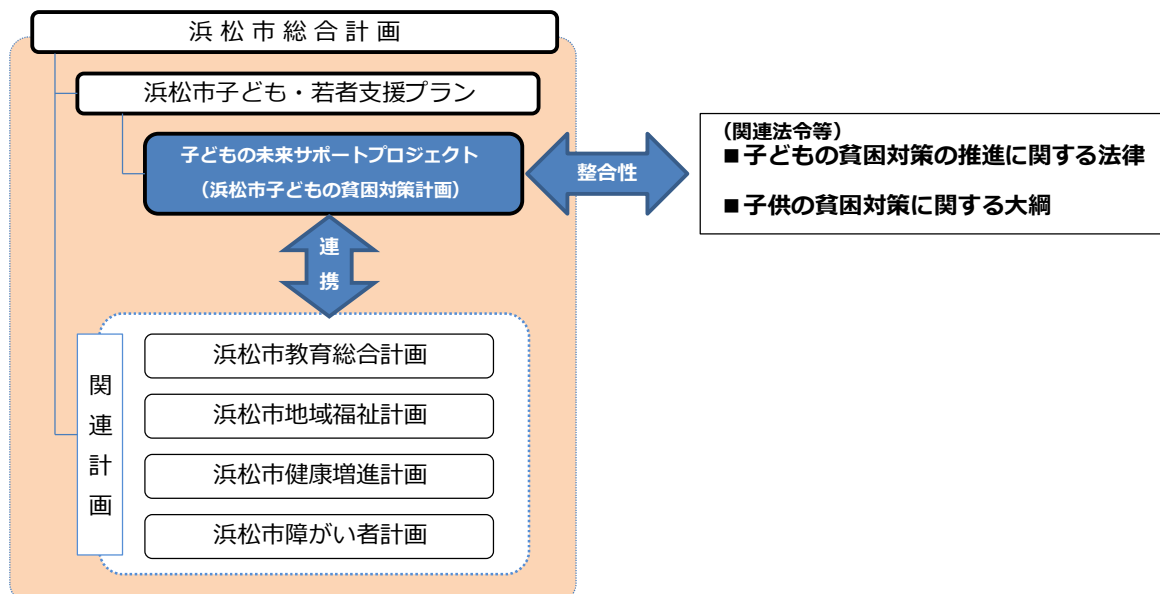 浜松市総合計画
浜松市子ども・若者支援プラン
子どもの未来サポートプロジェクト
（浜松市子どもの貧困対策計画）
整合性
（関連法令等）
■子どもの貧困対策の推進に関する法律
■子供の貧困対策に関する大綱
連
携
関
連
計
画
浜松市教育総合計画
浜松市地域福祉計画
浜松市健康増進計画
浜松市障がい者計画